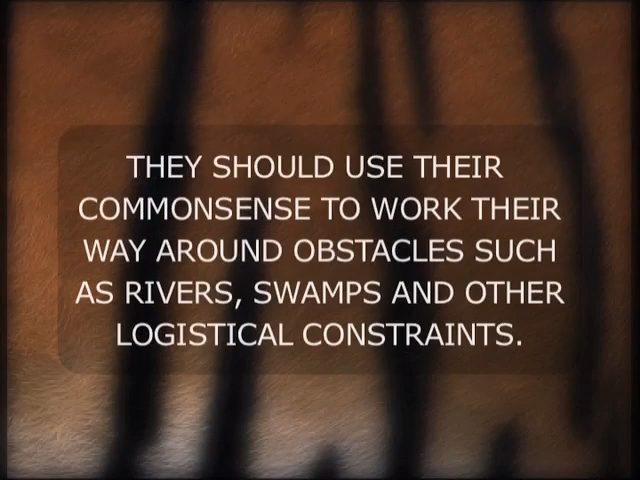 THEY SHOULD USE THEIR
COMMONSENSE TO WORK THEIR
WAY AROUND OBSTACLES SUCH
AS RIVERS, SWAMPS AND OTHER
LOGISTICAL CONSTRAINTS.